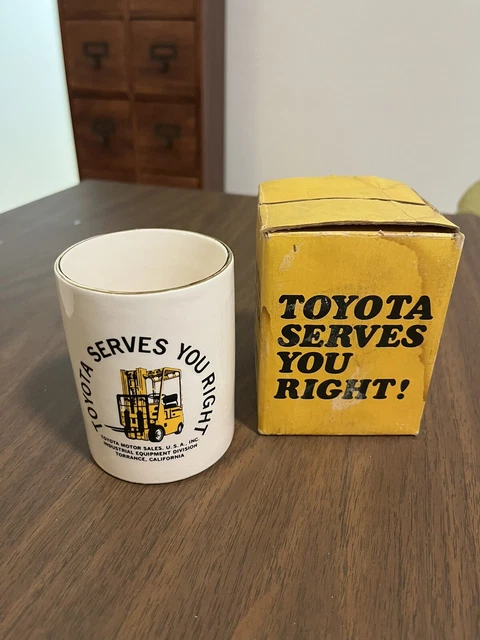 TOYOTA SERVES YOU RIGHT
TOYOTA MOTOR SALES, U.S.A., INC.
INDUSTRIAL EQUIPMENT DIVISION
TORRANCE, CALIFORNIA
TOYOTA
SERVES
YOU
RIGHT!